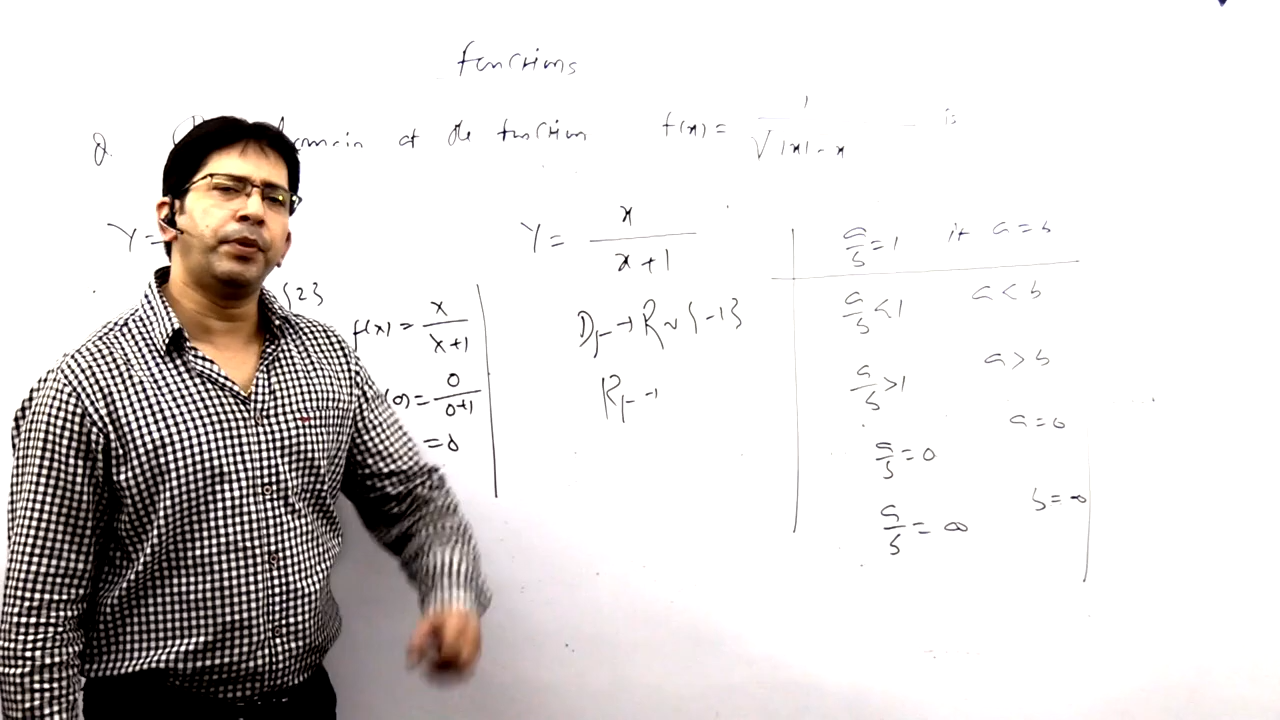 Functions
Q. domain of the function f(x) = 1/√|x| - x is
Y =
{2}
f(x) = x/x+1
(0) = 0/0+1
= 0
Y = x/x+1
Df → R ~ {-1}
Rf →
a/b = 1 if a = b
a/b < 1 a < b
a/b > 1 a > b
a/b = 0 a = 0
a/b = ∞ b = ∞